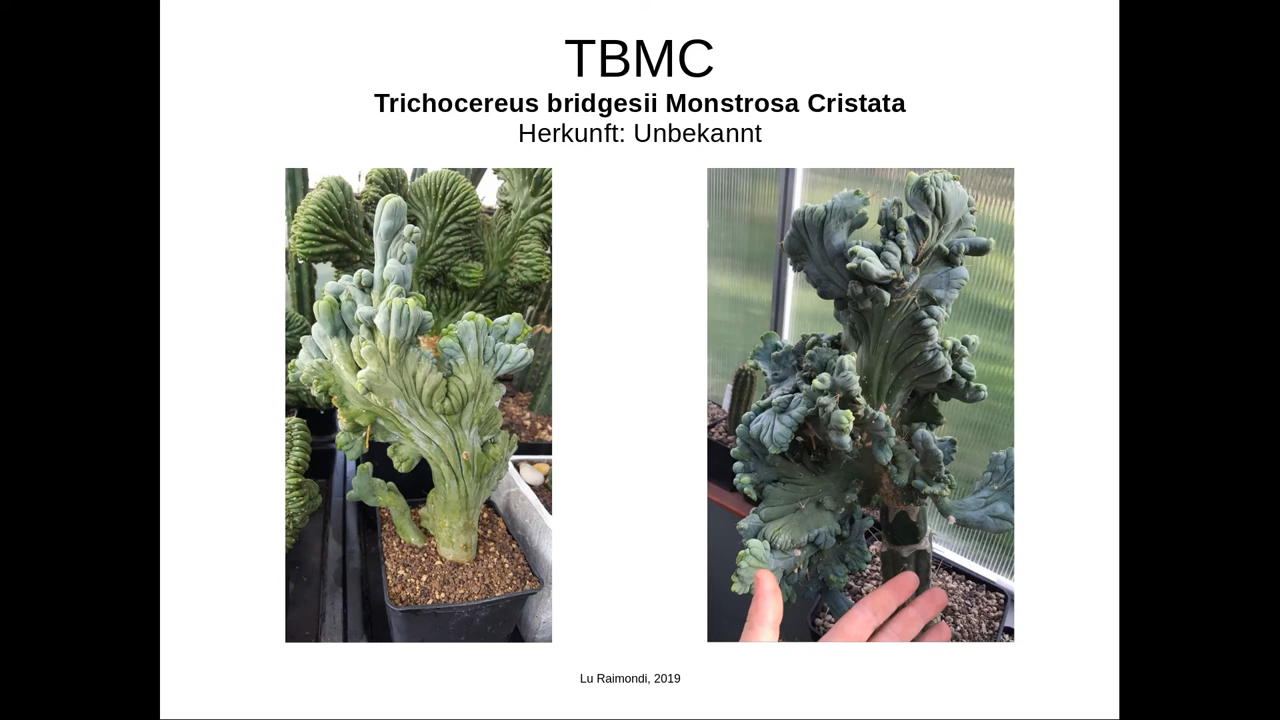 TBMC
Trichocereus bridgesii Monstrosa Cristata
Herkunft: Unbekannt
Lu Raimondi, 2019